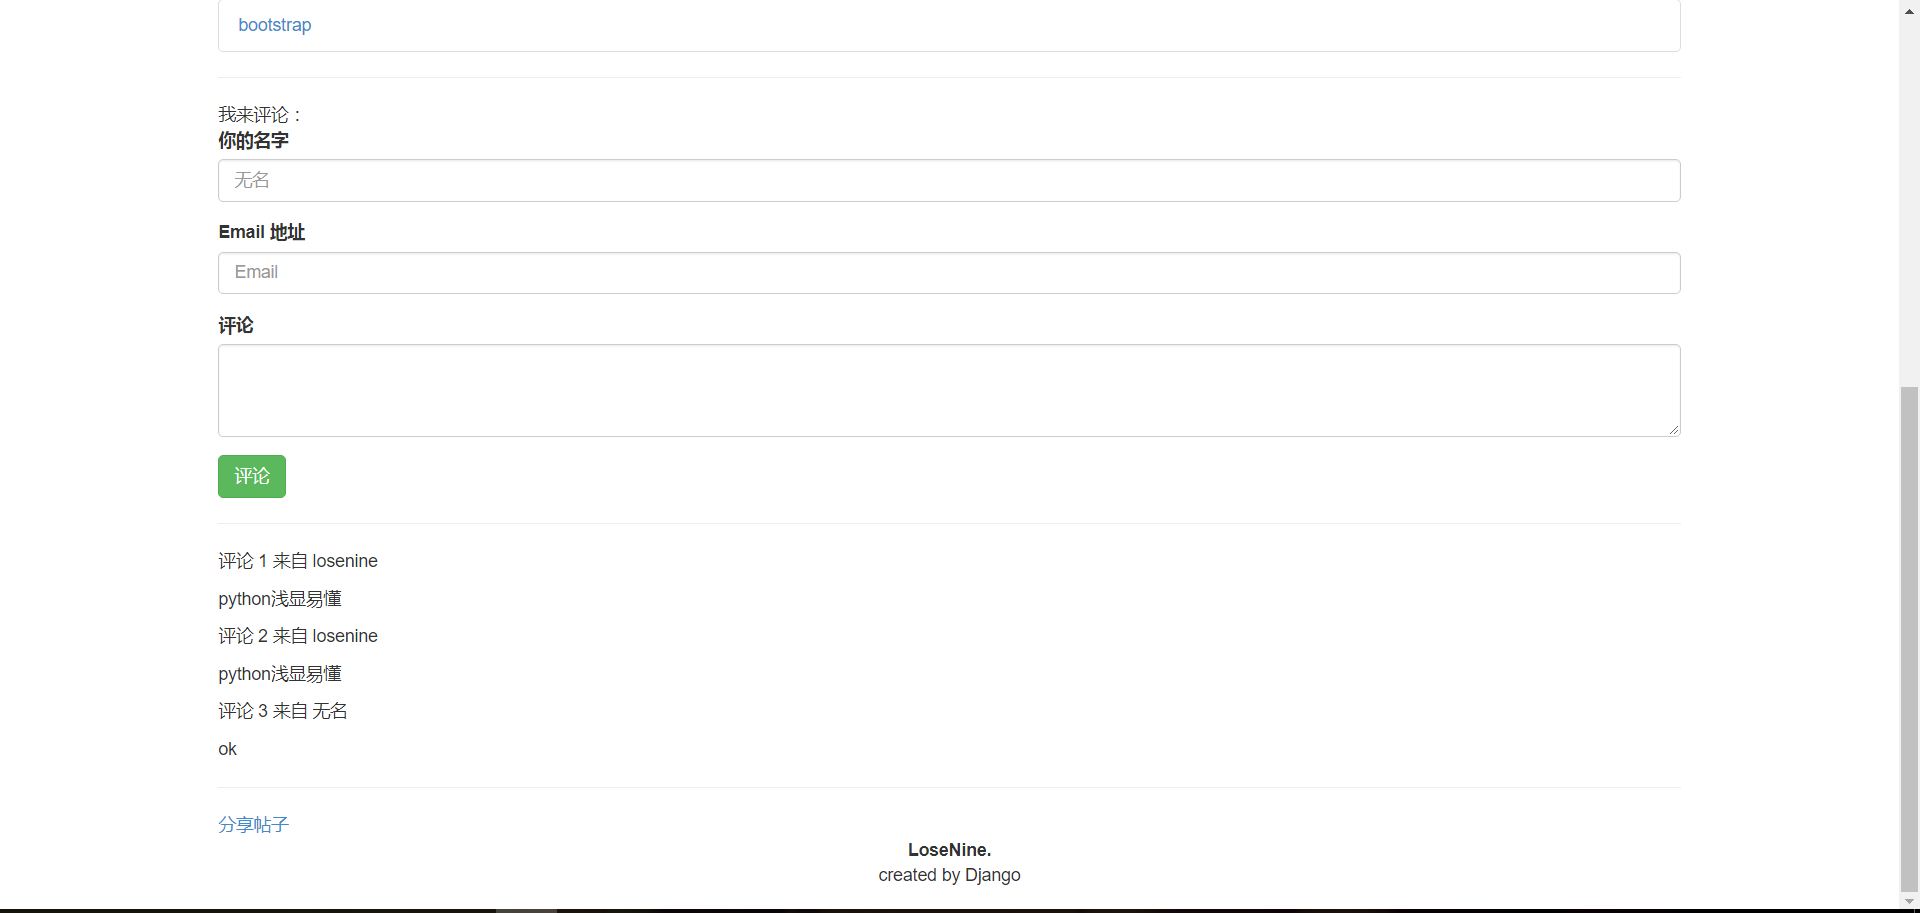 bootstrap
我来评论：
你的名字
无名
Email 地址
Email
评论
评论
评论 1 来自 losenine
python浅显易懂
评论 2 来自 losenine
python浅显易懂
评论 3 来自 无名
ok
分享帖子
LoseNine.
created by Django